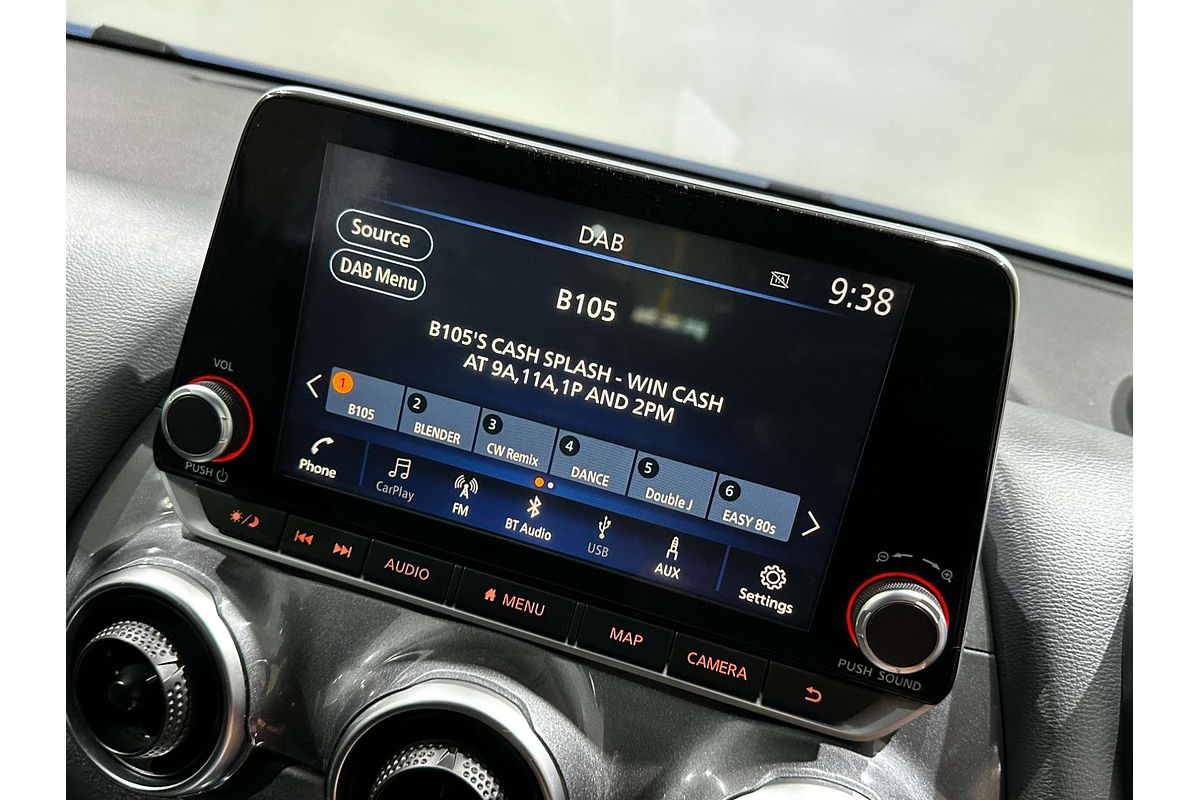 DAB
Source
DAB Menu
9:38
B105
B105'S CASH SPLASH - WIN CASH
AT 9A,11A,1P AND 2PM
1 B105
2 BLENDER
3 CW Remix
4 DANCE
5 Double J
6 EASY 80s
Phone
CarPlay
FM
BT Audio
USB
AUX
Settings
VOL
PUSH
AUDIO
MENU
MAP
CAMERA
PUSH SOUND